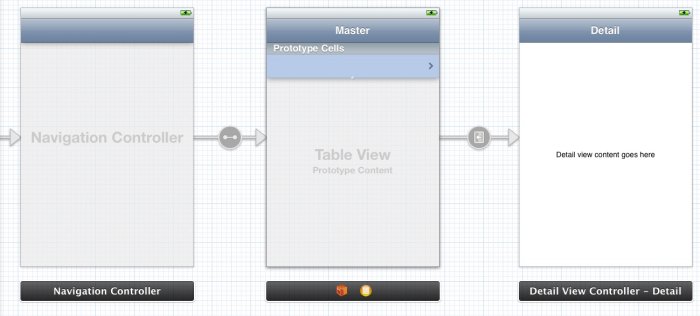 Master
Detail
Prototype Cells
Navigation Controller
Table View
Prototype Content
Detail view content goes here
Navigation Controller
Detail View Controller - Detail